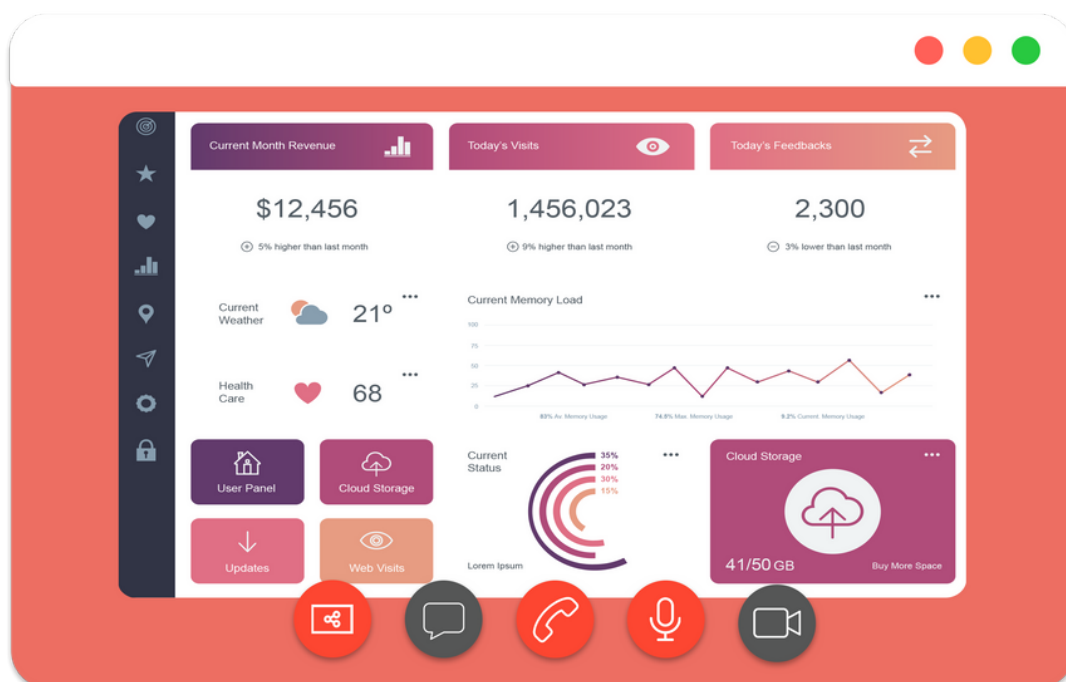 Current Month Revenue
Today's Visits
Today's Feedbacks
$12,456
1,456,023
2,300
5% higher than last month
9% higher than last month
3% lower than last month
Current
Weather
21º
Current Memory Load
100
75
50
25
0
83% Av. Memory Usage
74.9% Max. Memory Usage
9.2% Current Memory Usage
Health
Care
68
User Panel
Cloud Storage
Updates
Web Visits
Current
Status
35%
20%
30%
15%
Lorem Ipsum
Cloud Storage
41/50 GB
Buy More Space